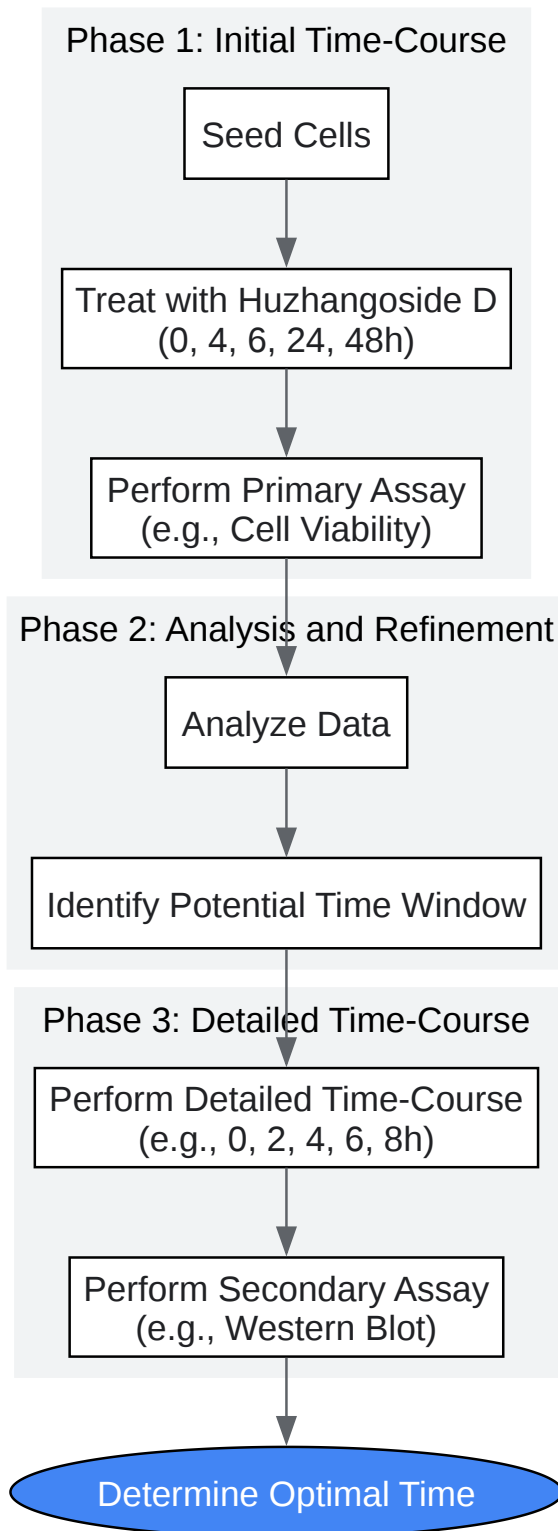 Phase 1: Initial Time-Course
Seed Cells
Treat with Huzhangoside D
(0, 4, 6, 24, 48h)
Perform Primary Assay
(e.g., Cell Viability)
Phase 2: Analysis and Refinement
Analyze Data
Identify Potential Time Window
Phase 3: Detailed Time-Course
Perform Detailed Time-Course
(e.g., 0, 2, 4, 6, 8h)
Perform Secondary Assay
(e.g., Western Blot)
Determine Optimal Time